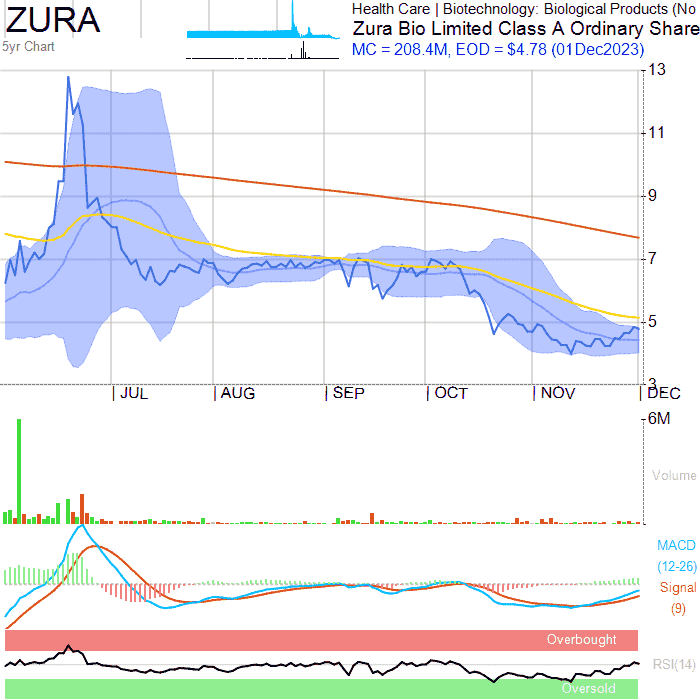 ZURA
5yr Chart
Health Care | Biotechnology: Biological Products (No
Zura Bio Limited Class A Ordinary Share
MC = 208.4M, EOD = $4.78 (01Dec2023)
13
11
9
7
5
3
JUL AUG SEP OCT NOV DEC
6M
Volume
MACD
(12-26)
Signal
(9)
Overbought
RSI(14)
Oversold